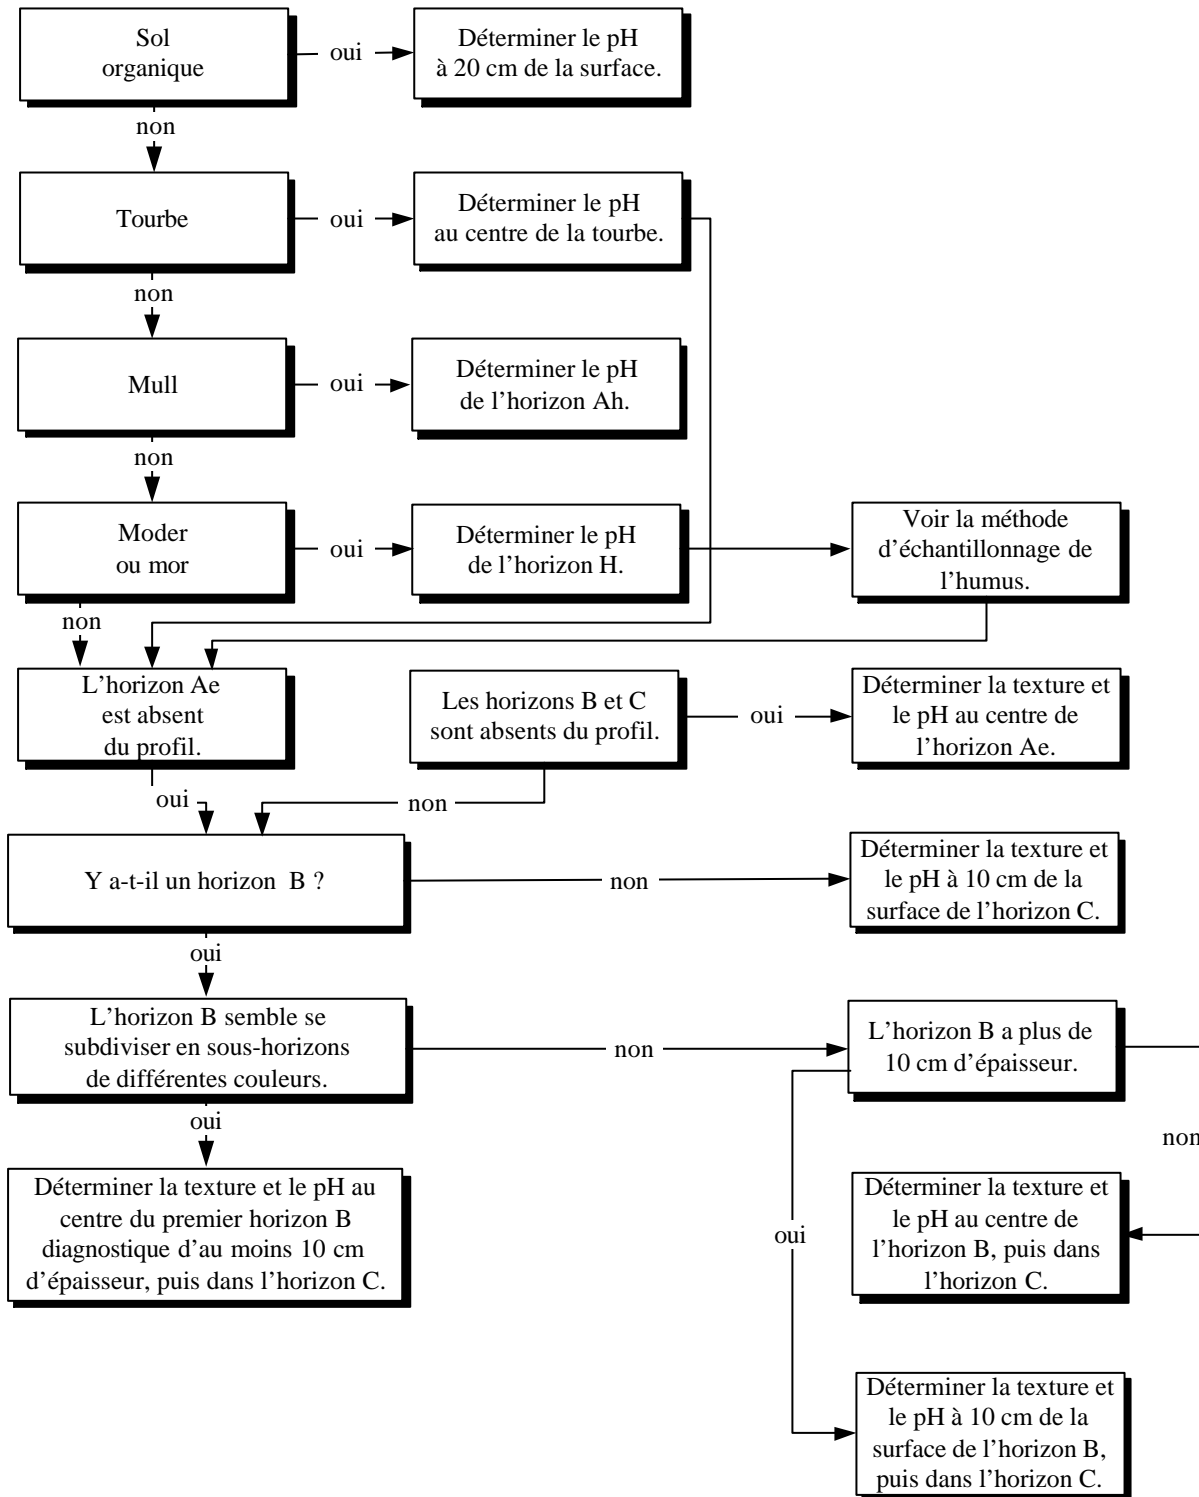 Sol
organique
oui
Déterminer le pH
à 20 cm de la surface.
non
Tourbe
oui
Déterminer le pH
au centre de la tourbe.
non
Mull
oui
Déterminer le pH
de l’horizon Ah.
non
Moder
ou mor
oui
Déterminer le pH
de l’horizon H.
Voir la méthode
d’échantillonnage de
l’humus.
non
L’horizon Ae
est absent
du profil.
Les horizons B et C
sont absents du profil.
oui
Déterminer la texture et
le pH au centre de
l’horizon Ae.
oui
non
Y a-t-il un horizon B ?
non
Déterminer la texture et
le pH à 10 cm de la
surface de l’horizon C.
oui
L’horizon B semble se
subdiviser en sous-horizons
de différentes couleurs.
non
L’horizon B a plus de
10 cm d’épaisseur.
oui
non
Déterminer la texture et le pH au
centre du premier horizon B
diagnostique d’au moins 10 cm
d’épaisseur, puis dans l’horizon C.
oui
Déterminer la texture et
le pH au centre de
l’horizon B, puis dans
l’horizon C.
Déterminer la texture et
le pH à 10 cm de la
surface de l’horizon B,
puis dans l’horizon C.